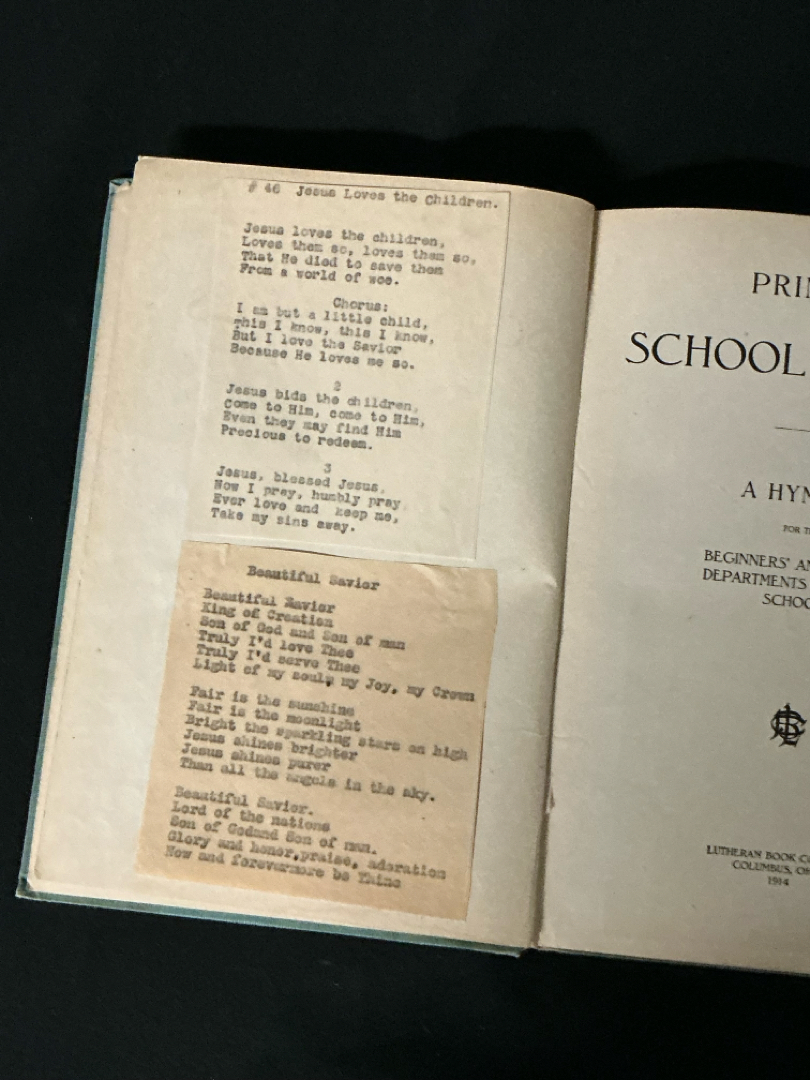 # 46 Jesus Loves the Children.
Jesus loves the children,
Loves them so, loves them so,
That He died to save them
From a world of woe.
Chorus:
I am but a little child,
This I know, this I know,
But I love the Savior
Because He loves me so.
2
Jesus bids the children,
Come to Him, come to Him,
Even they may find Him
Precious to redeem.
3
Jesus, blessed Jesus,
Now I pray, humbly pray
Ever love and keep me,
Take my sins away.
Beautiful Savior
Beautiful Savior
King of Creation
Son of God and Son of man
Truly I'd love Thee
Truly I'd serve Thee
Light of my soul, my Joy, my Crown
Fair is the sunshine
Fair is the moonlight
Bright the sparkling stars on high
Jesus shines brighter
Jesus shines purer
Than all the angels in the sky.
Beautiful Savior.
Lord of the nations
Son of Godand Son of man.
Glory and honor,praise, adoration
Now and forevermore be Thine
PRI
SCHOOL
A HY
FOR T
BEGINNERS' A
DEPARTMENTS
SCHO
LUTHERAN BOOK C
COLUMBUS, O
1914